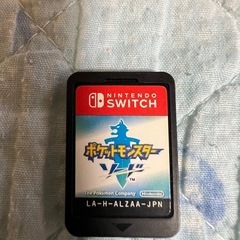 NINTENDO
SWITCH
ポケットモンスター
ソード
TM
The Pokémon Company
Nintendo
LA-H-ALZAA-JPN